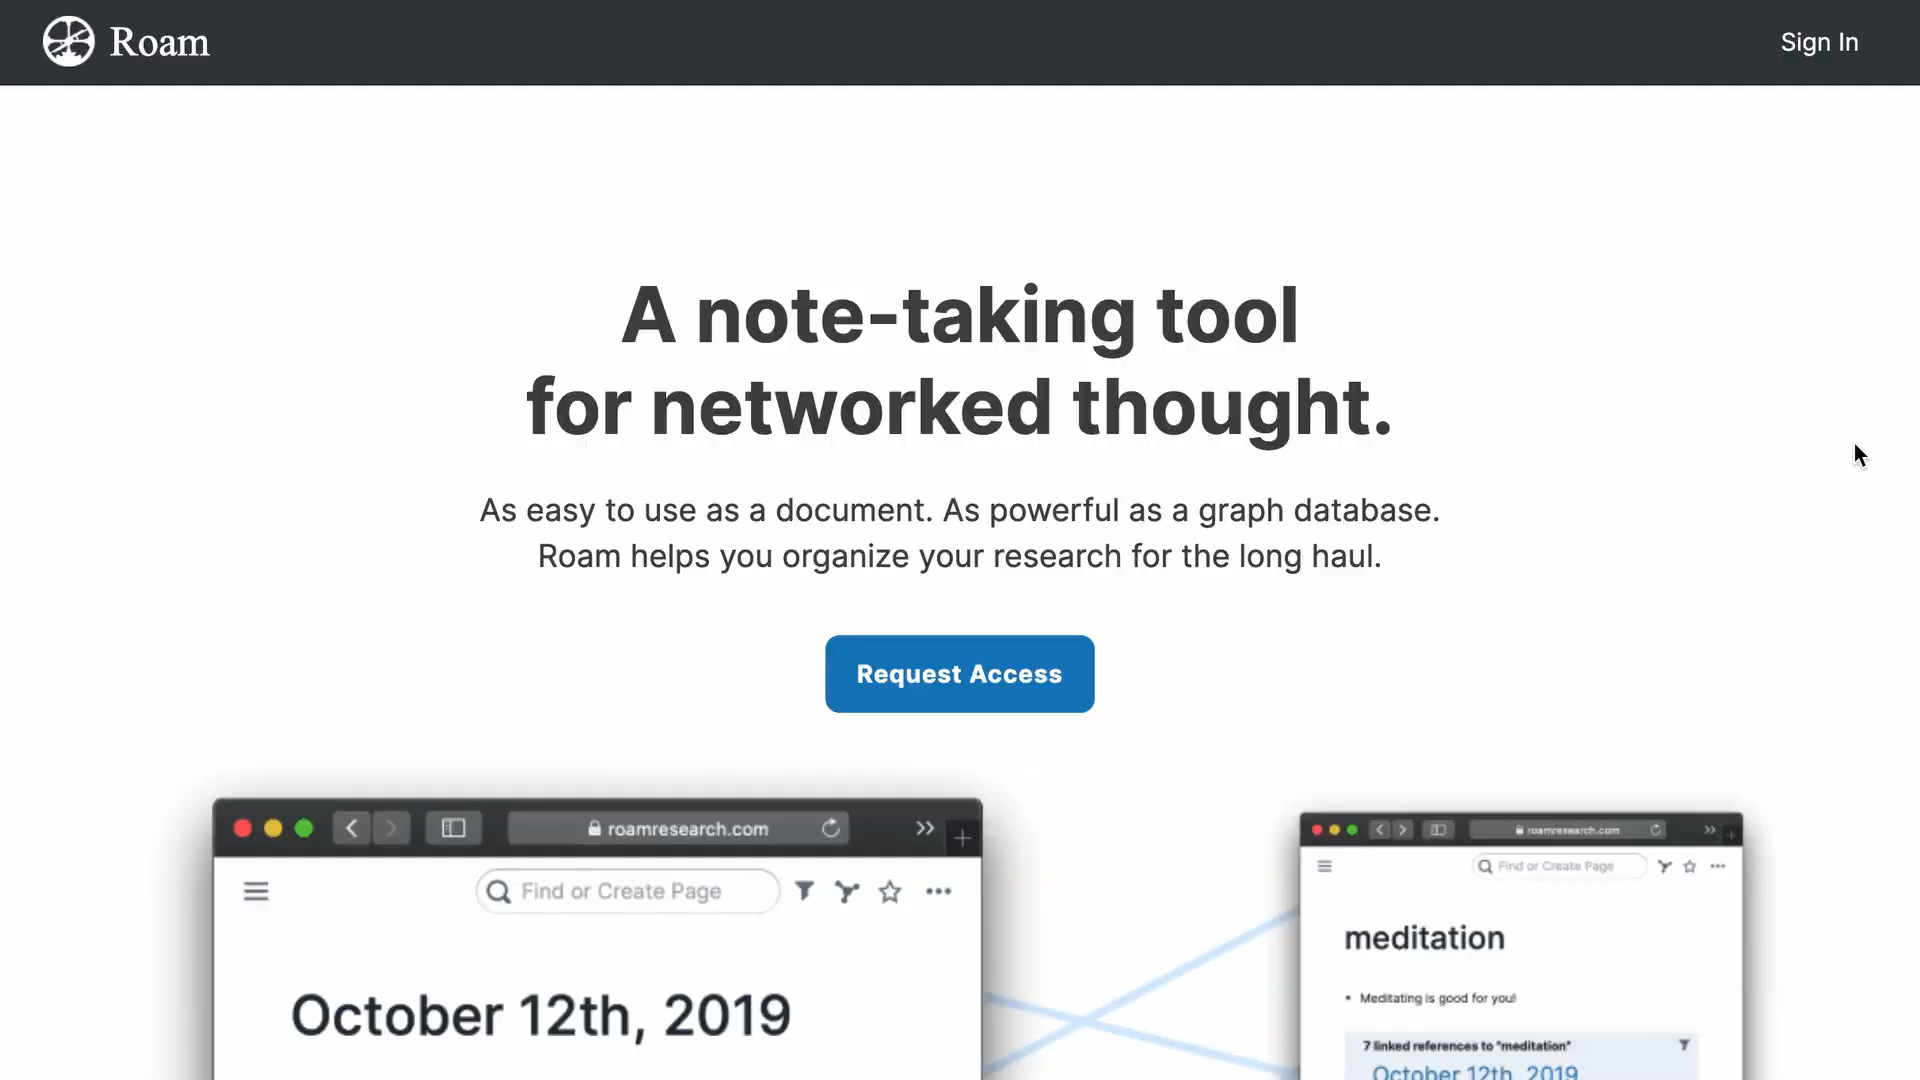 Roam
Sign In
A note-taking tool
for networked thought.
As easy to use as a document. As powerful as a graph database.
Roam helps you organize your research for the long haul.
Request Access
roamresearch.com
Find or Create Page
October 12th, 2019
roamresearch.com
Find or Create Page
meditation
• Meditating is good for you!
7 linked references to "meditation"
October 12th, 2019